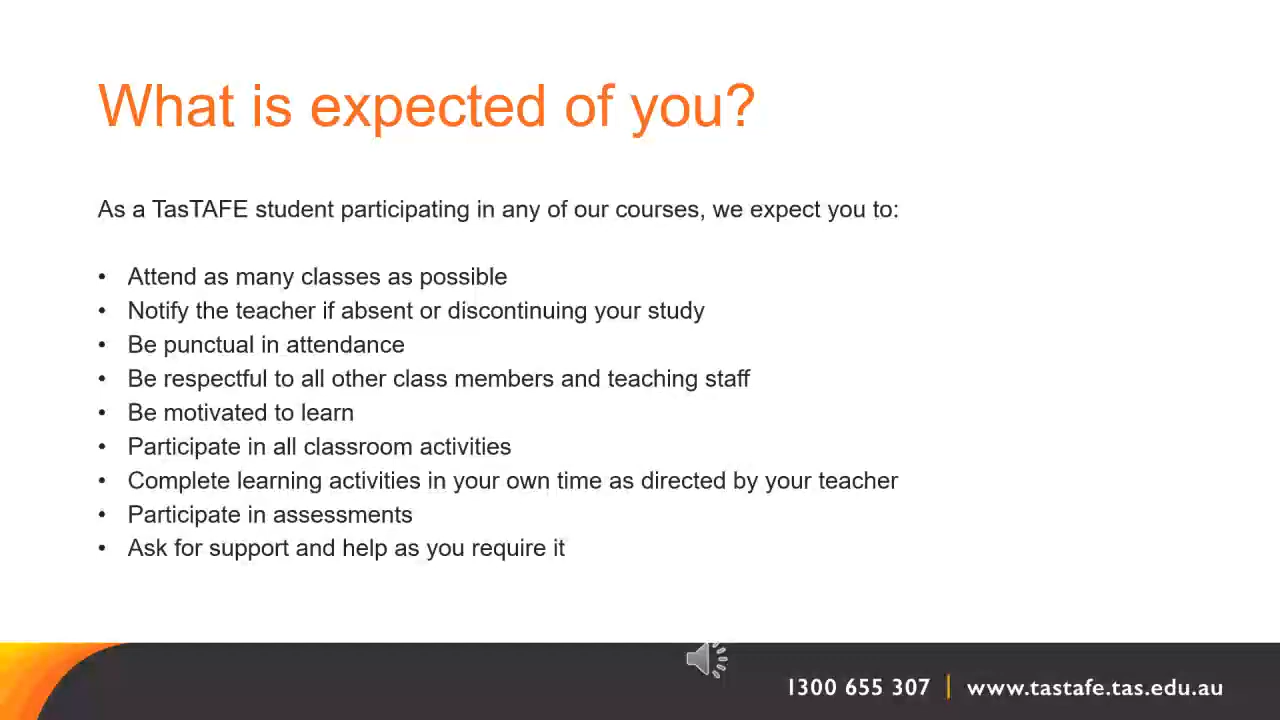 What is expected of you?
As a TasTAFE student participating in any of our courses, we expect you to:
• Attend as many classes as possible
• Notify the teacher if absent or discontinuing your study
• Be punctual in attendance
• Be respectful to all other class members and teaching staff
• Be motivated to learn
• Participate in all classroom activities
• Complete learning activities in your own time as directed by your teacher
• Participate in assessments
• Ask for support and help as you require it
1300 655 307 | www.tastafe.tas.edu.au